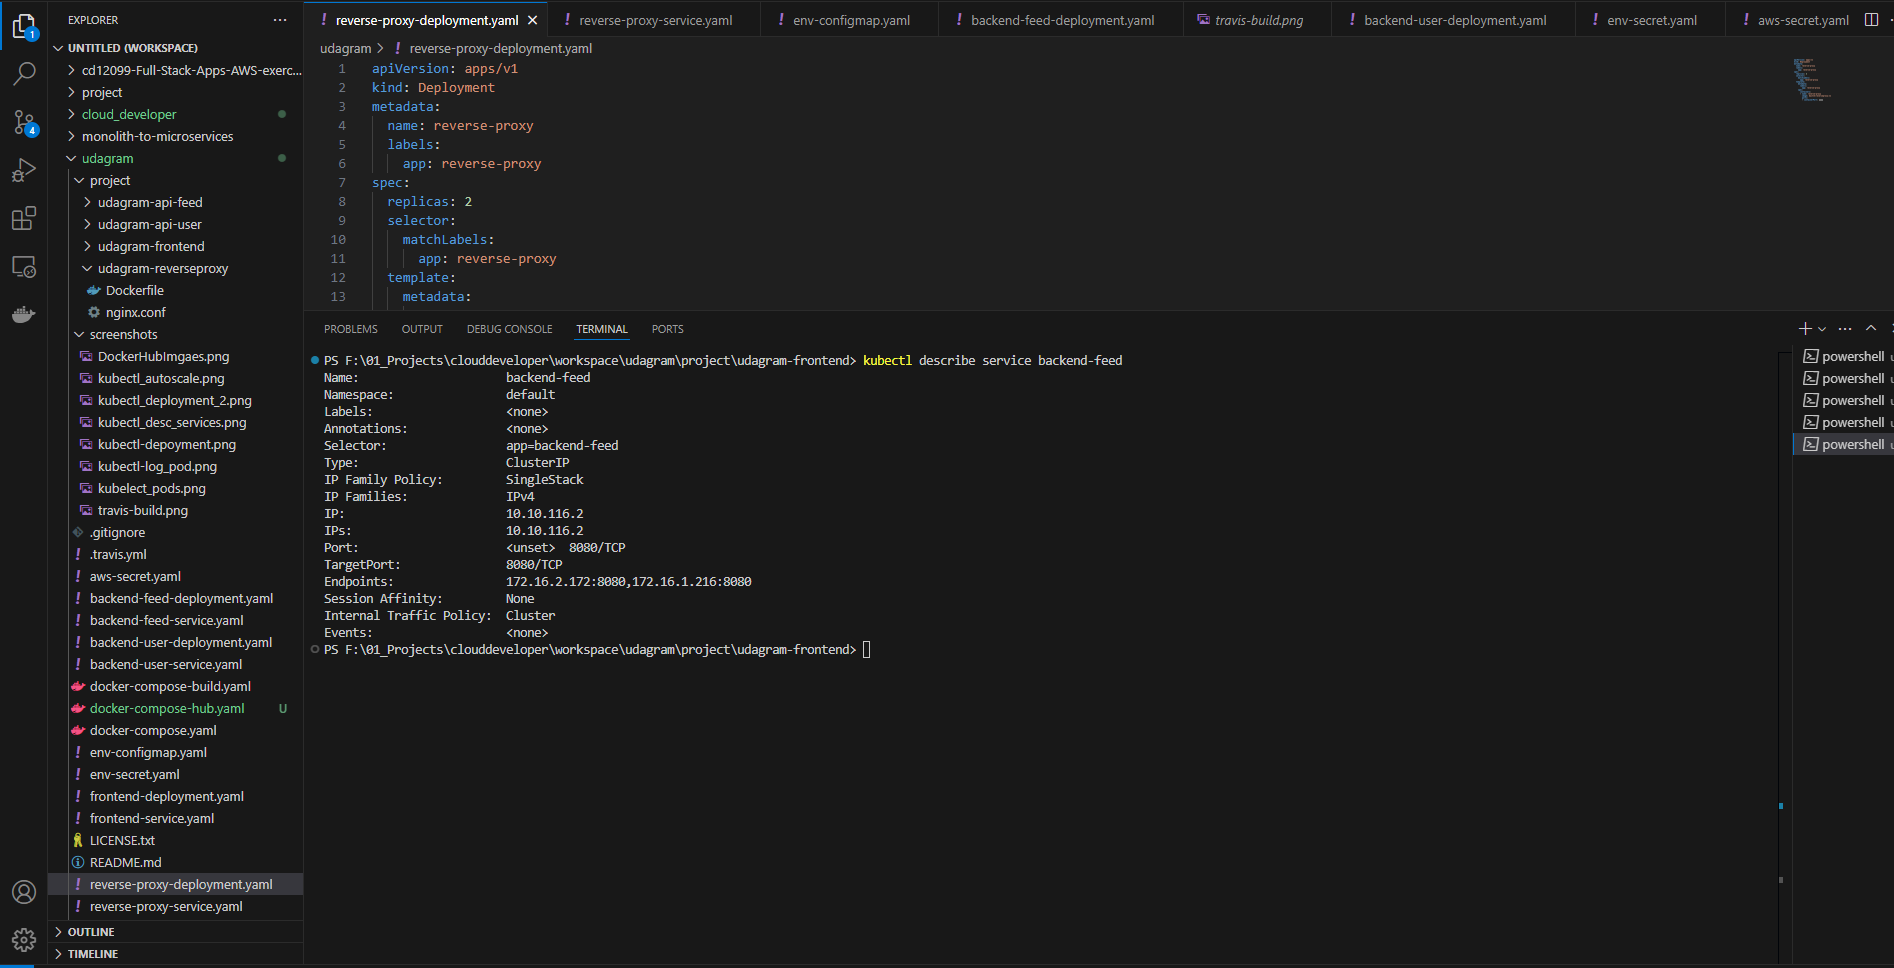 EXPLORER
UNTITLED (WORKSPACE)
cd12099-Full-Stack-Apps-AWS-exerc...
project
cloud_developer
monolith-to-microservices
udagram
project
udagram-api-feed
udagram-api-user
udagram-frontend
udagram-reverseproxy
Dockerfile
nginx.conf
screenshots
DockerHubImgaes.png
kubectl_autoscale.png
kubectl_deployment_2.png
kubectl_desc_services.png
kubectl-depoyment.png
kubectl-log_pod.png
kubelect_pods.png
travis-build.png
.gitignore
.travis.yml
aws-secret.yaml
backend-feed-deployment.yaml
backend-feed-service.yaml
backend-user-deployment.yaml
backend-user-service.yaml
docker-compose-build.yaml
docker-compose-hub.yaml U
docker-compose.yaml
env-configmap.yaml
env-secret.yaml
frontend-deployment.yaml
frontend-service.yaml
LICENSE.txt
README.md
reverse-proxy-deployment.yaml
reverse-proxy-service.yaml
OUTLINE
TIMELINE
1
4
reverse-proxy-deployment.yaml reverse-proxy-service.yaml env-configmap.yaml backend-feed-deployment.yaml travis-build.png backend-user-deployment.yaml env-secret.yaml aws-secret.yaml
udagram > ! reverse-proxy-deployment.yaml
1 apiVersion: apps/v1
2 kind: Deployment
3 metadata:
4 name: reverse-proxy
5 labels:
6 app: reverse-proxy
7 spec:
8 replicas: 2
9 selector:
10 matchLabels:
11 app: reverse-proxy
12 template:
13 metadata:
PROBLEMS OUTPUT DEBUG CONSOLE TERMINAL PORTS
PS F:\01_Projects\clouddeveloper\workspace\udagram\project\udagram-frontend> kubectl describe service backend-feed
Name: backend-feed
Namespace: default
Labels: <none>
Annotations: <none>
Selector: app=backend-feed
Type: ClusterIP
IP Family Policy: SingleStack
IP Families: IPv4
IP: 10.10.116.2
IPs: 10.10.116.2
Port: <unset> 8080/TCP
TargetPort: 8080/TCP
Endpoints: 172.16.2.172:8080,172.16.1.216:8080
Session Affinity: None
Internal Traffic Policy: Cluster
Events: <none>
PS F:\01_Projects\clouddeveloper\workspace\udagram\project\udagram-frontend>
powershell
powershell
powershell
powershell
powershell